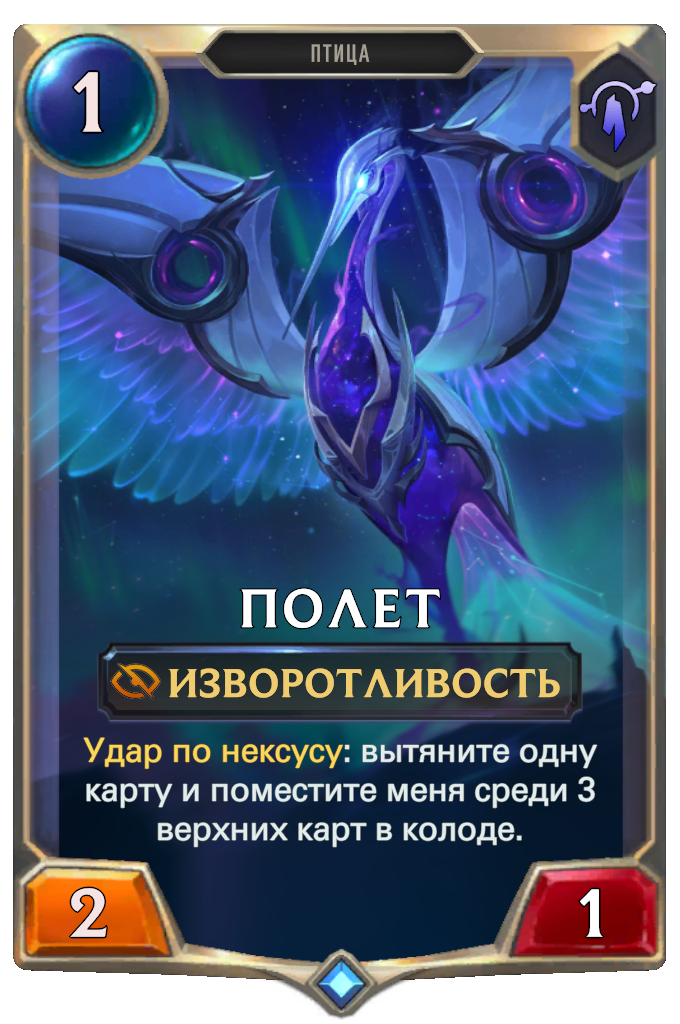 1
ПТИЦА
ПОЛЕТ
ИЗВОРОТЛИВОСТЬ
Удар по нексусу: вытяните одну
карту и поместите меня среди 3
верхних карт в колоде.
2
1